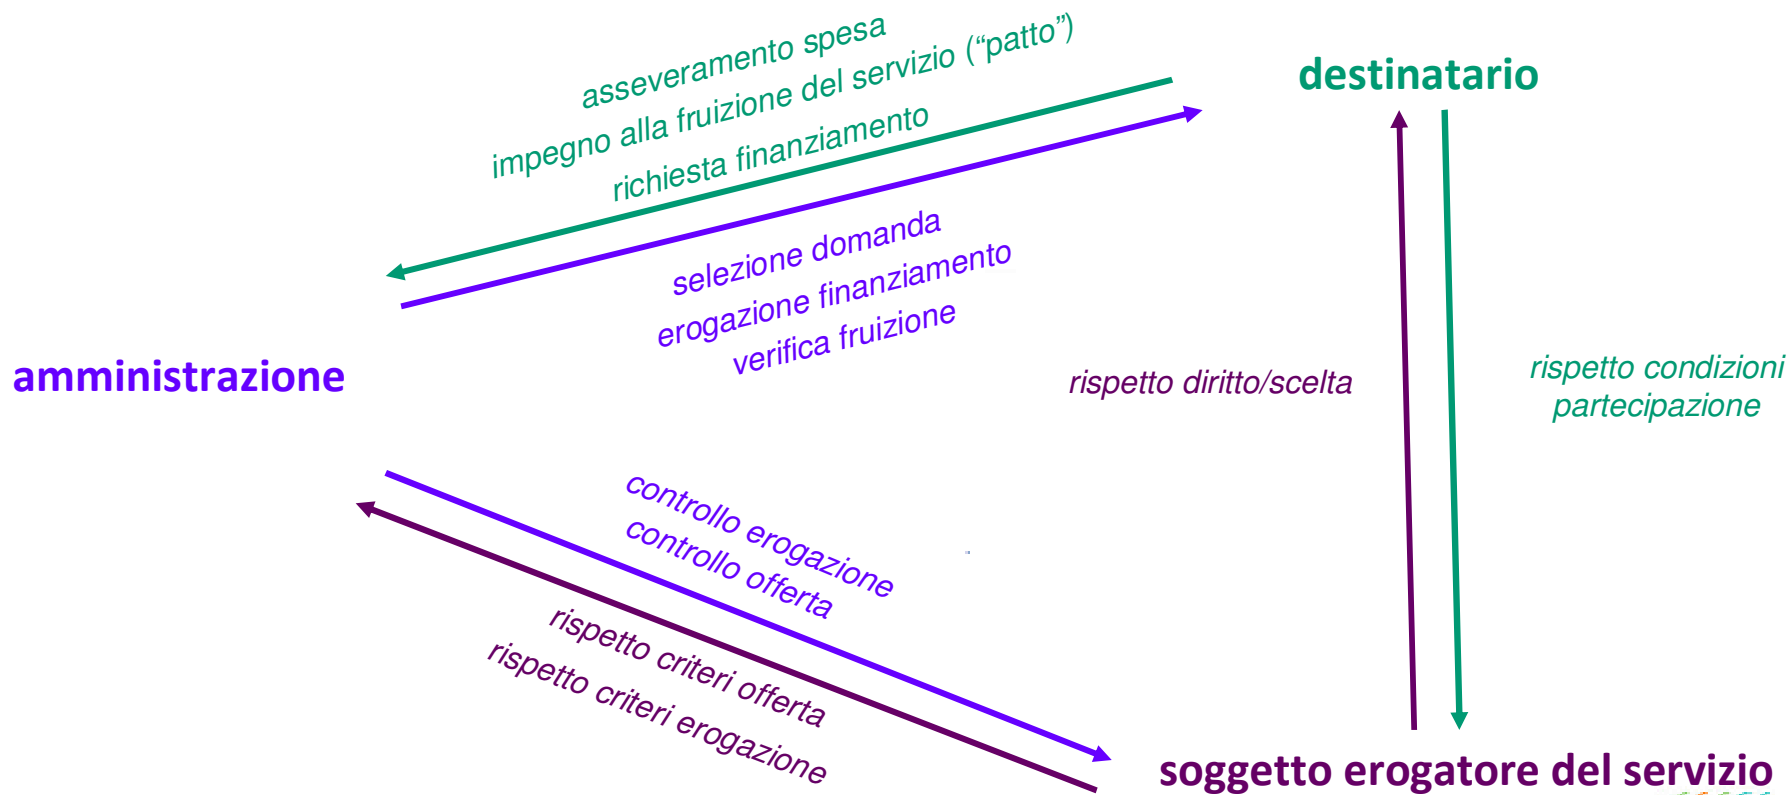 asseveramento spesa
impegno alla fruizione del servizio (“patto”)
richiesta finanziamento
destinatario
selezione domanda
erogazione finanziamento
verifica fruizione
amministrazione
rispetto diritto/scelta
rispetto condizioni
partecipazione
controllo erogazione
controllo offerta
rispetto criteri offerta
rispetto criteri erogazione
soggetto erogatore del servizio